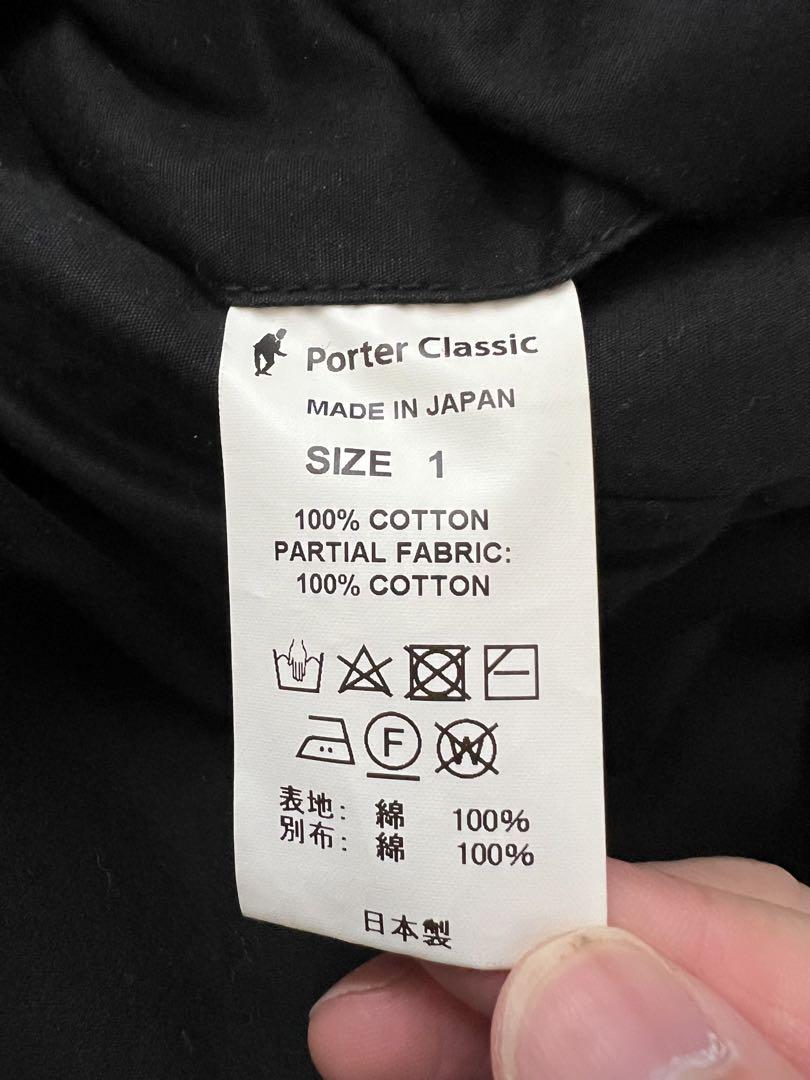 Porter Classic
MADE IN JAPAN
SIZE 1
100% COTTON
PARTIAL FABRIC:
100% COTTON
F W
表地: 綿 100%
別布: 綿 100%
日本製